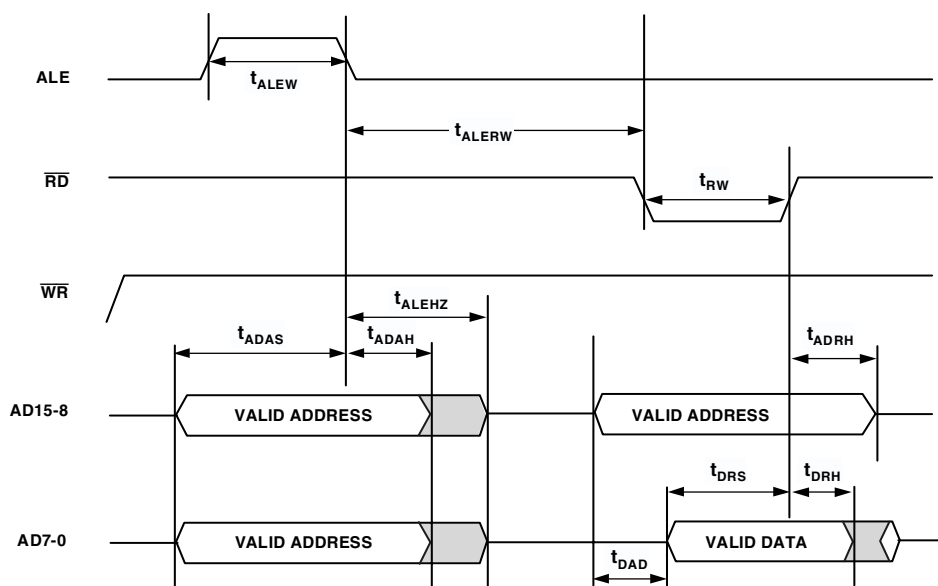 ALE
tALEW
tALERW
RD
tRW
WR
tALEHZ
tADAS
tADAH
tADRH
AD15-8
VALID ADDRESS
VALID ADDRESS
tDRS
tDRH
AD7-0
VALID ADDRESS
VALID DATA
tDAD